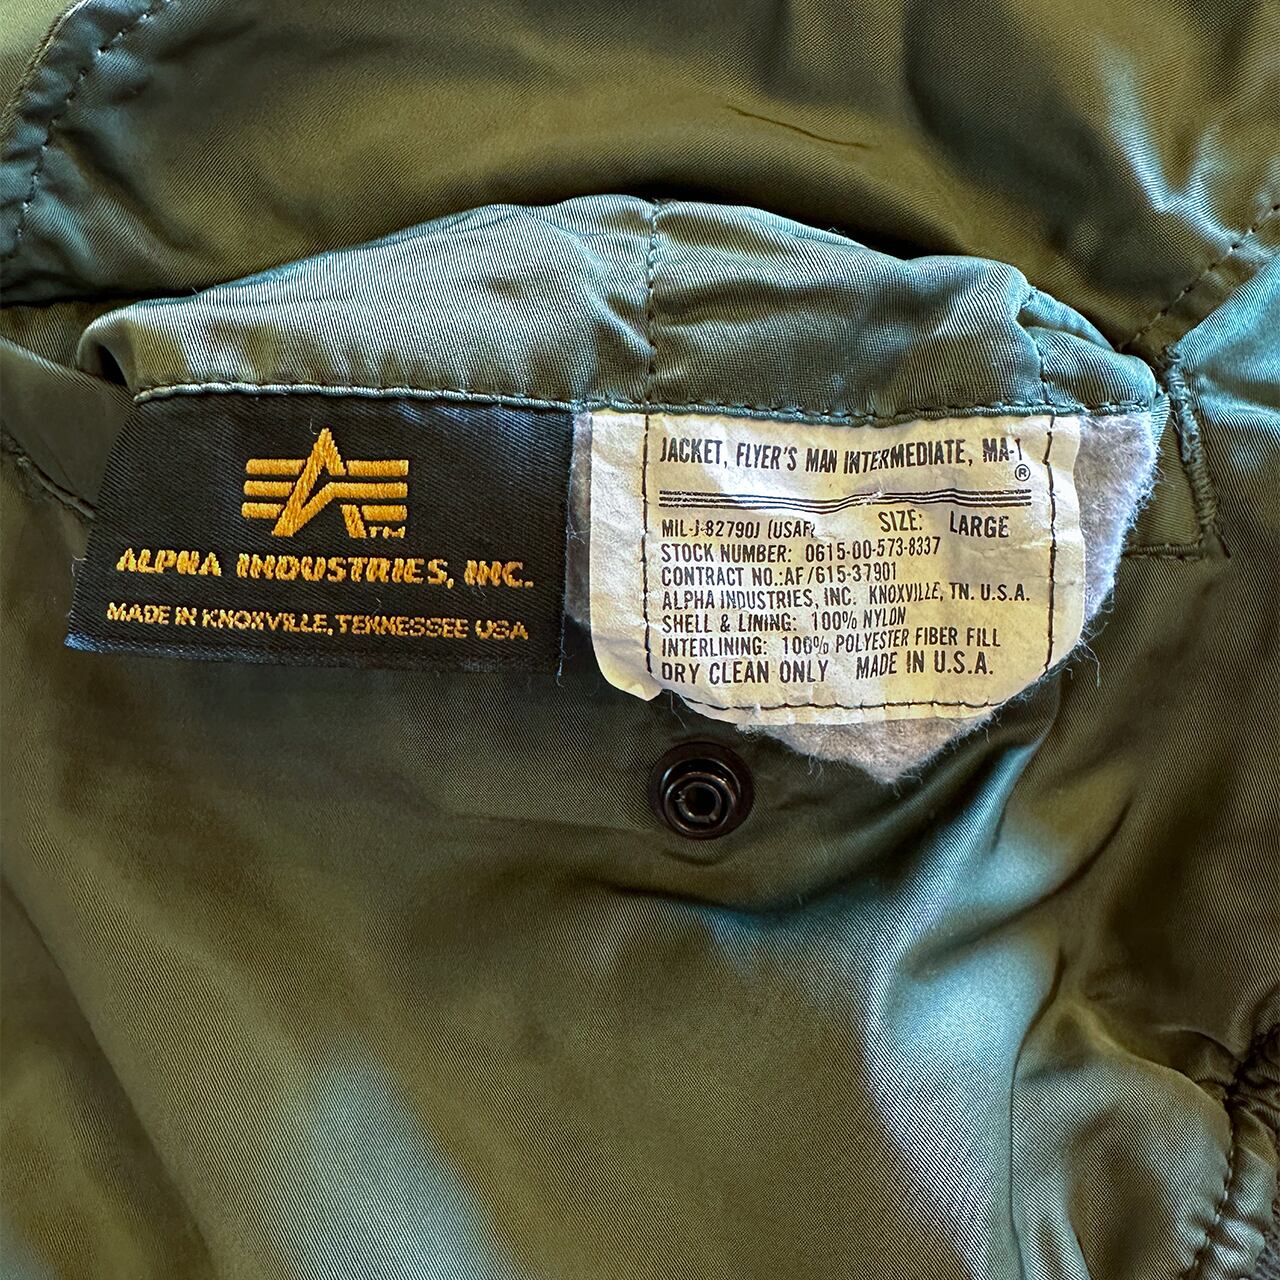 TM
ALPHA INDUSTRIES, INC.
MADE IN KNOXVILLE, TENNESSEE USA
JACKET, FLYER'S MAN INTERMEDIATE, MA-1
®
MIL-J-82790J (USAF) SIZE: LARGE
STOCK NUMBER: 0615-00-573-8337
CONTRACT NO.:AF/615-37901
ALPHA INDUSTRIES, INC. KNOXVILLE, TN. U.S.A.
SHELL & LINING: 100% NYLON
INTERLINING: 100% POLYESTER FIBER FILL
DRY CLEAN ONLY MADE IN U.S.A.